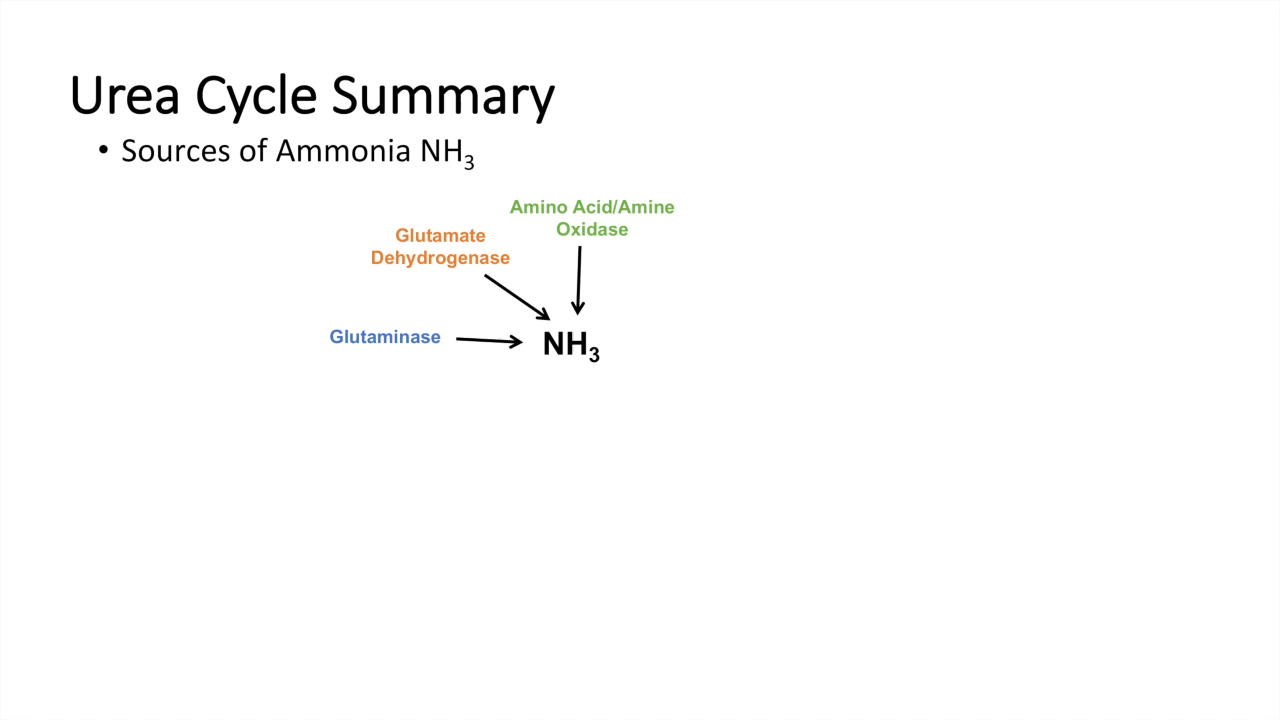 Urea Cycle Summary
• Sources of Ammonia NH₃
Amino Acid/Amine
Oxidase
Glutamate
Dehydrogenase
Glutaminase
NH₃